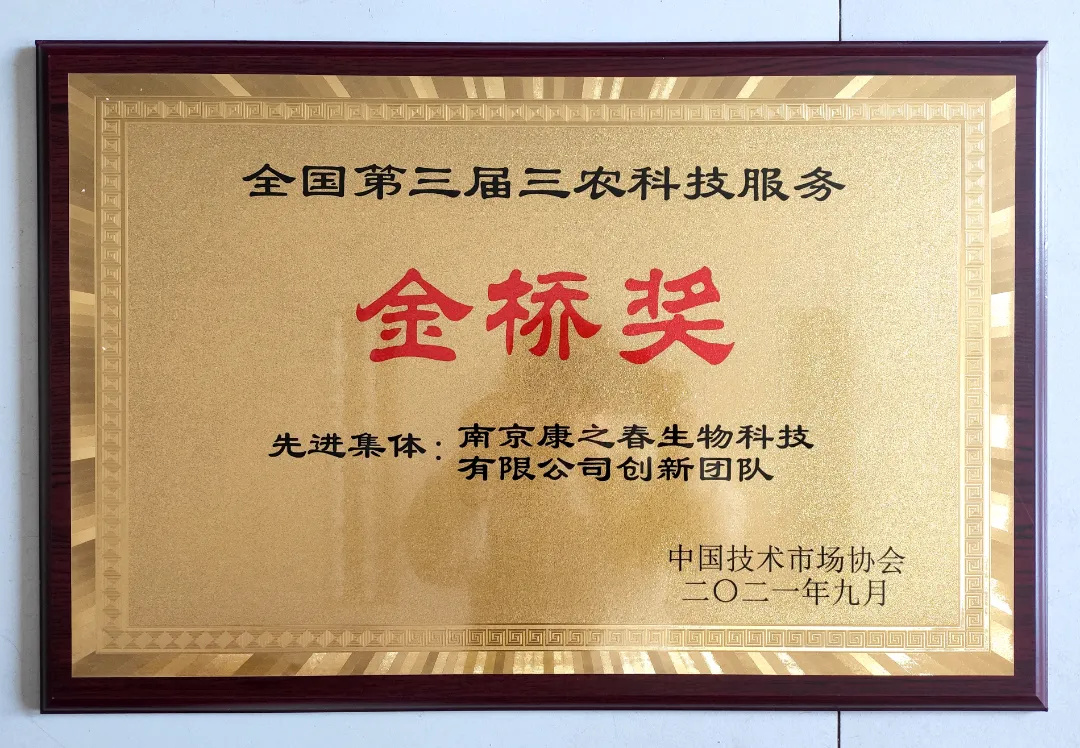 全国第三届三农科技服务
金桥奖
先进集体：南京康之春生物科技
有限公司创新团队
中国技术市场协会
二〇二一年九月